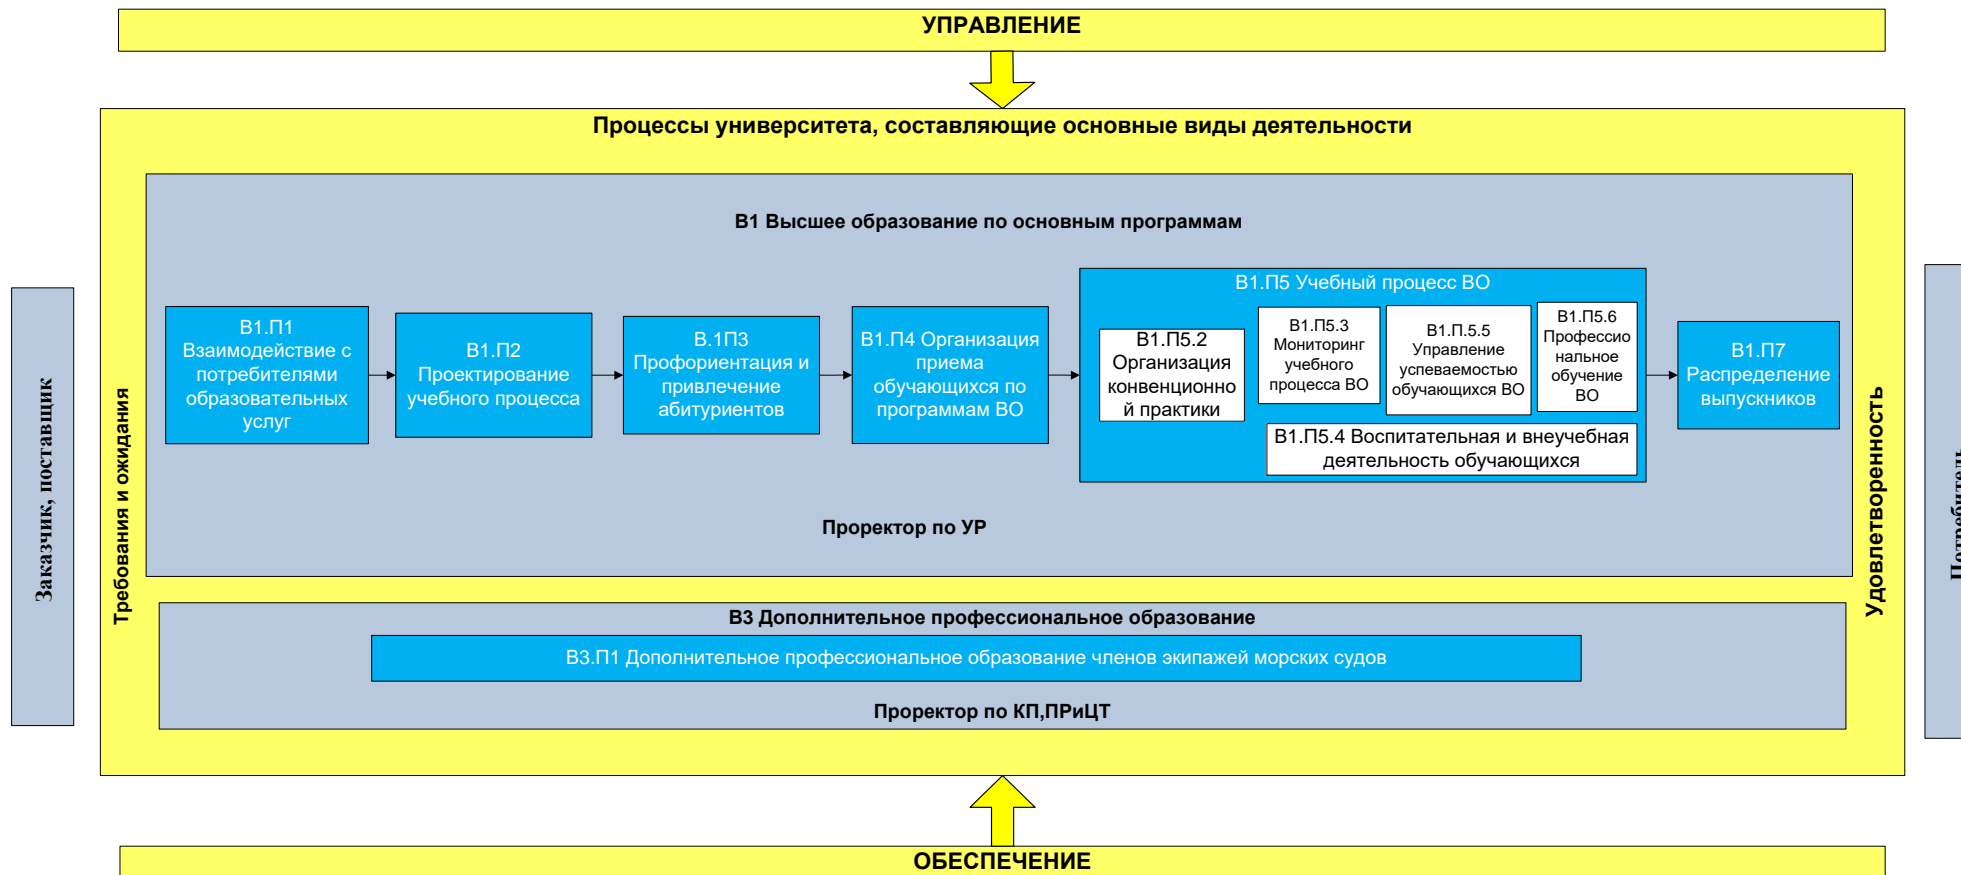 УПРАВЛЕНИЕ
Процессы университета, составляющие основные виды деятельности
Заказчик, поставщик
Требования и ожидания
В1 Высшее образование по основным программам
В1.П1
Взаимодействие с
потребителями
образовательных
услуг
В1.П2
Проектирование
учебного процесса
В.1П3
Профориентация и
привлечение
абитуриентов
В1.П4 Организация
приема
обучающихся по
программам ВО
В1.П5 Учебный процесс ВО
В1.П5.2
Организация
конвенционно
й практики
В1.П5.3
Мониторинг
учебного
процесса ВО
В1.П.5.5
Управление
успеваемостью
обучающихся ВО
В1.П5.6
Профессио
нальное
обучение
ВО
В1.П5.4 Воспитательная и внеучебная
деятельность обучающихся
В1.П7
Распределение
выпускников
Проректор по УР
В3 Дополнительное профессиональное образование
В3.П1 Дополнительное профессиональное образование членов экипажей морских судов
Проректор по КП,ПРиЦТ
Удовлетворенность
Потребитель
ОБЕСПЕЧЕНИЕ